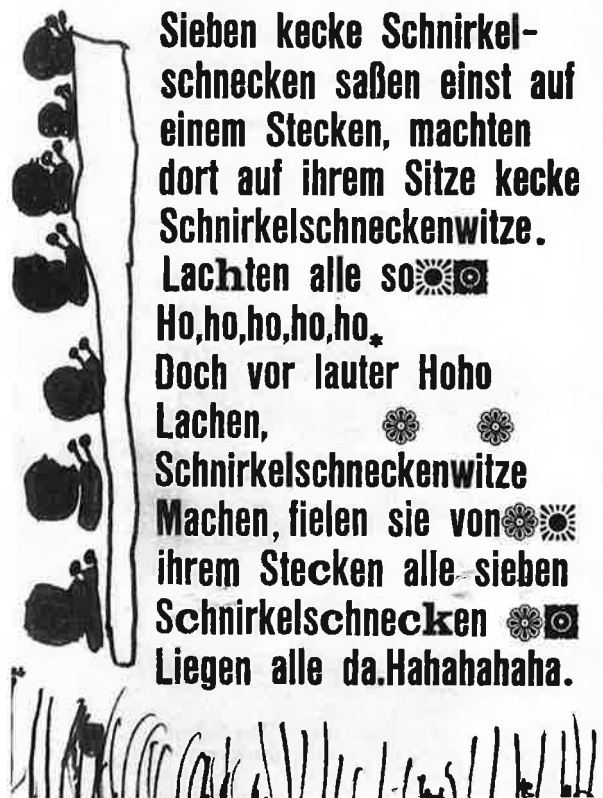 Sieben kecke Schnirkel-
schnecken saßen einst auf
einem Stecken, machten
dort auf ihrem Sitze kecke
Schnirkelschneckenwitze.
Lachten alle so
Ho,ho,ho,ho,ho.
Doch vor lauter Hoho
Lachen,
Schnirkelschneckenwitze
Machen, fielen sie von
ihrem Stecken alle sieben
Schnirkelschnecken
Liegen alle da.Hahahahaha.